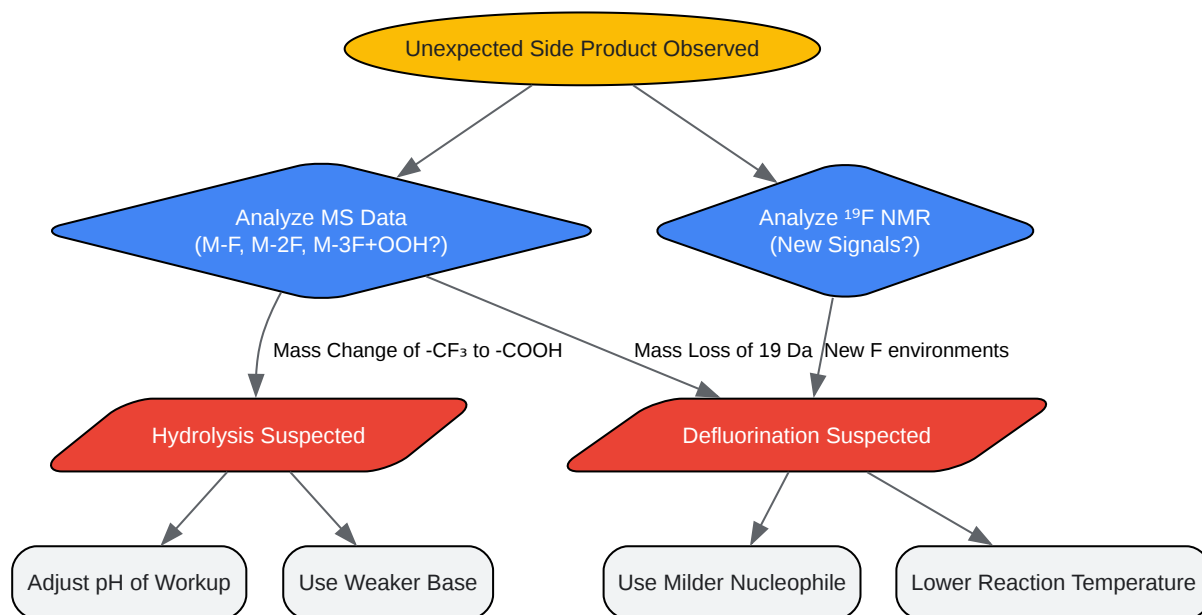 Unexpected Side Product Observed
Analyze MS Data
(M-F, M-2F, M-3F+OOH?)
Analyze ¹⁹F NMR
(New Signals?)
Mass Change of -CF₃ to -COOH
Mass Loss of 19 Da
New F environments
Hydrolysis Suspected
Defluorination Suspected
Adjust pH of Workup
Use Weaker Base
Use Milder Nucleophile
Lower Reaction Temperature